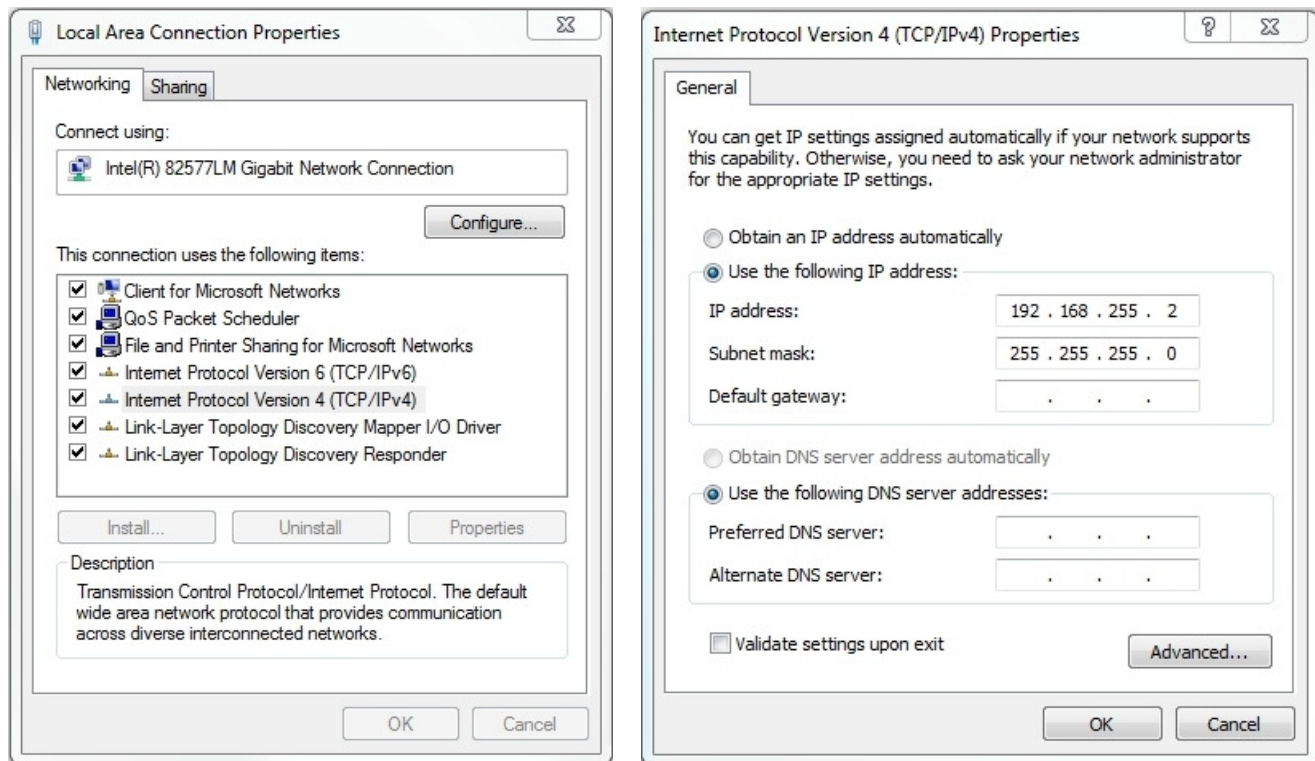 Local Area Connection Properties
Networking
Sharing
Connect using:
Intel(R) 82577LM Gigabit Network Connection
Configure...
This connection uses the following items:
Client for Microsoft Networks
QoS Packet Scheduler
File and Printer Sharing for Microsoft Networks
Internet Protocol Version 6 (TCP/IPv6)
Internet Protocol Version 4 (TCP/IPv4)
Link-Layer Topology Discovery Mapper I/O Driver
Link-Layer Topology Discovery Responder
Install...
Uninstall
Properties
Description
Transmission Control Protocol/Internet Protocol. The default
wide area network protocol that provides communication
across diverse interconnected networks.
OK
Cancel
Internet Protocol Version 4 (TCP/IPv4) Properties
General
You can get IP settings assigned automatically if your network supports
this capability. Otherwise, you need to ask your network administrator
for the appropriate IP settings.
Obtain an IP address automatically
Use the following IP address:
IP address: 192 . 168 . 255 . 2
Subnet mask: 255 . 255 . 255 . 0
Default gateway: . . .
Obtain DNS server address automatically
Use the following DNS server addresses:
Preferred DNS server: . . .
Alternate DNS server: . . .
Validate settings upon exit
Advanced...
OK
Cancel